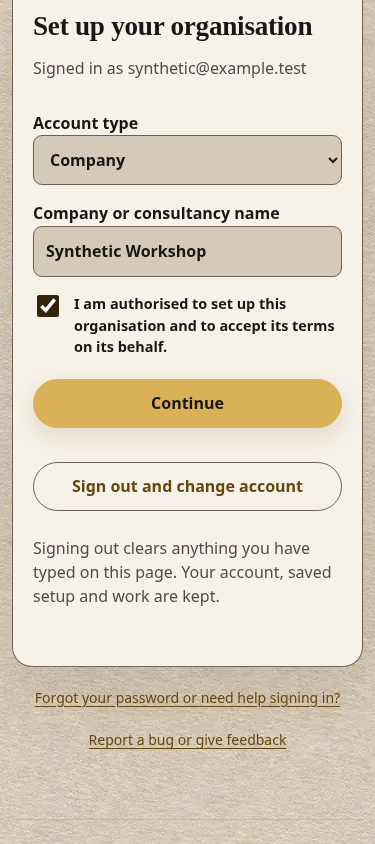 Set up your organisation
Signed in as synthetic@example.test
Account type
Company
Company or consultancy name
Synthetic Workshop
I am authorised to set up this
organisation and to accept its terms
on its behalf.
Continue
Sign out and change account
Signing out clears anything you have
typed on this page. Your account, saved
setup and work are kept.
Forgot your password or need help signing in?
Report a bug or give feedback